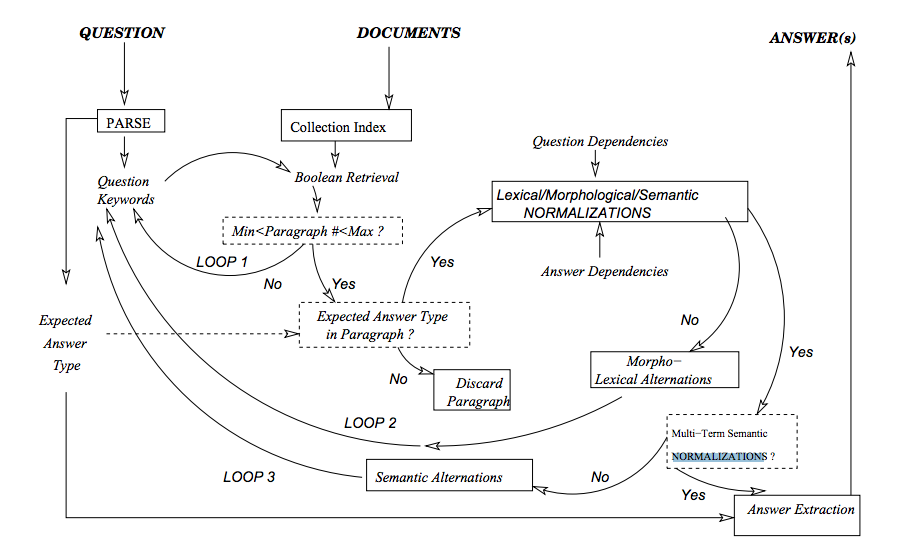 QUESTION
DOCUMENTS
ANSWER(s)
PARSE
Collection Index
Question Dependencies
Question
Keywords
Boolean Retrieval
Lexical/Morphological/Semantic
NORMALIZATIONS
Min<Paragraph #<Max ?
LOOP 1
No
Yes
Yes
Answer Dependencies
Expected
Answer
Type
Expected Answer Type
in Paragraph ?
No
Yes
No
Discard
Paragraph
Morpho−
Lexical Alternations
LOOP 2
Multi−Term Semantic
NORMALIZATIONS ?
LOOP 3
Semantic Alternations
No
Yes
Answer Extraction